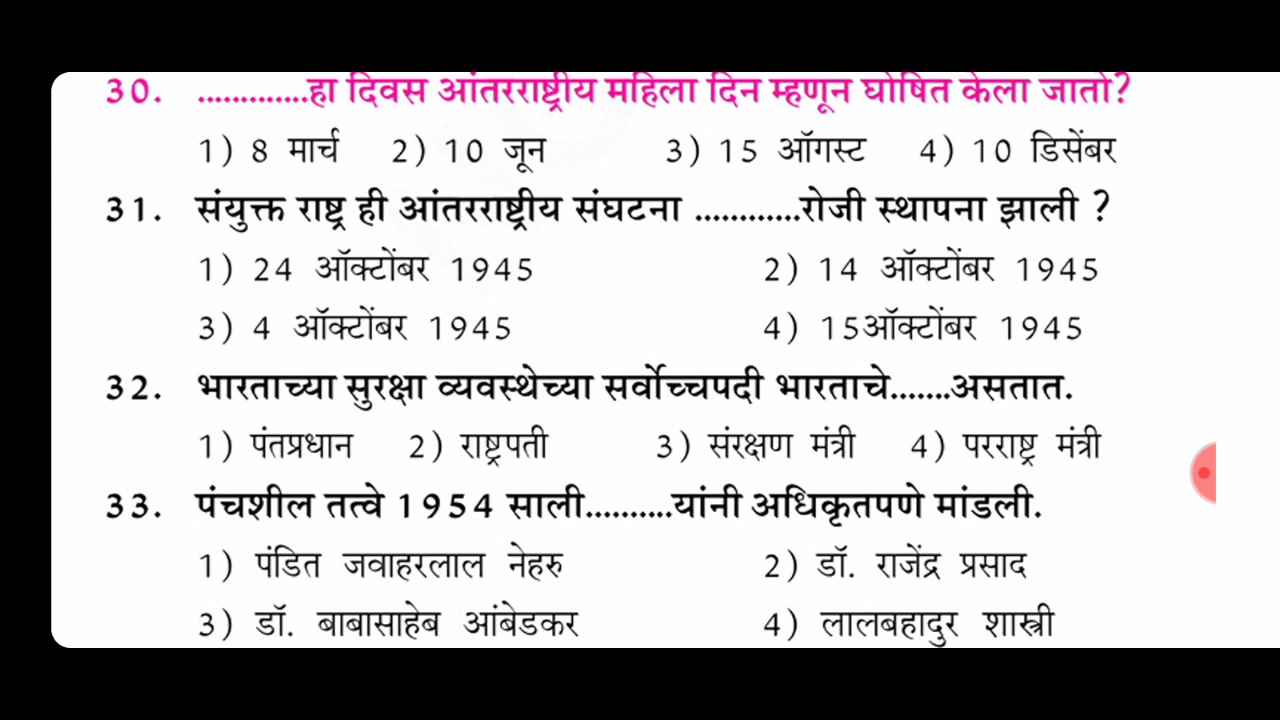 30. .............हा दिवस आंतरराष्ट्रीय महिला दिन म्हणून घोषित केला जातो?
1) 8 मार्च 2) 10 जून 3) 15 ऑगस्ट 4) 10 डिसेंबर
31. संयुक्त राष्ट्र ही आंतरराष्ट्रीय संघटना ............रोजी स्थापना झाली ?
1) 24 ऑक्टोंबर 1945 2) 14 ऑक्टोंबर 1945
3) 4 ऑक्टोंबर 1945 4) 15ऑक्टोंबर 1945
32. भारताच्या सुरक्षा व्यवस्थेच्या सर्वोच्चपदी भारताचे.......असतात.
1) पंतप्रधान 2) राष्ट्रपती 3) संरक्षण मंत्री 4) परराष्ट्र मंत्री
33. पंचशील तत्वे 1954 साली..........यांनी अधिकृतपणे मांडली.
1) पंडित जवाहरलाल नेहरु 2) डॉ. राजेंद्र प्रसाद
3) डॉ. बाबासाहेब आंबेडकर 4) लालबहादुर शास्त्री